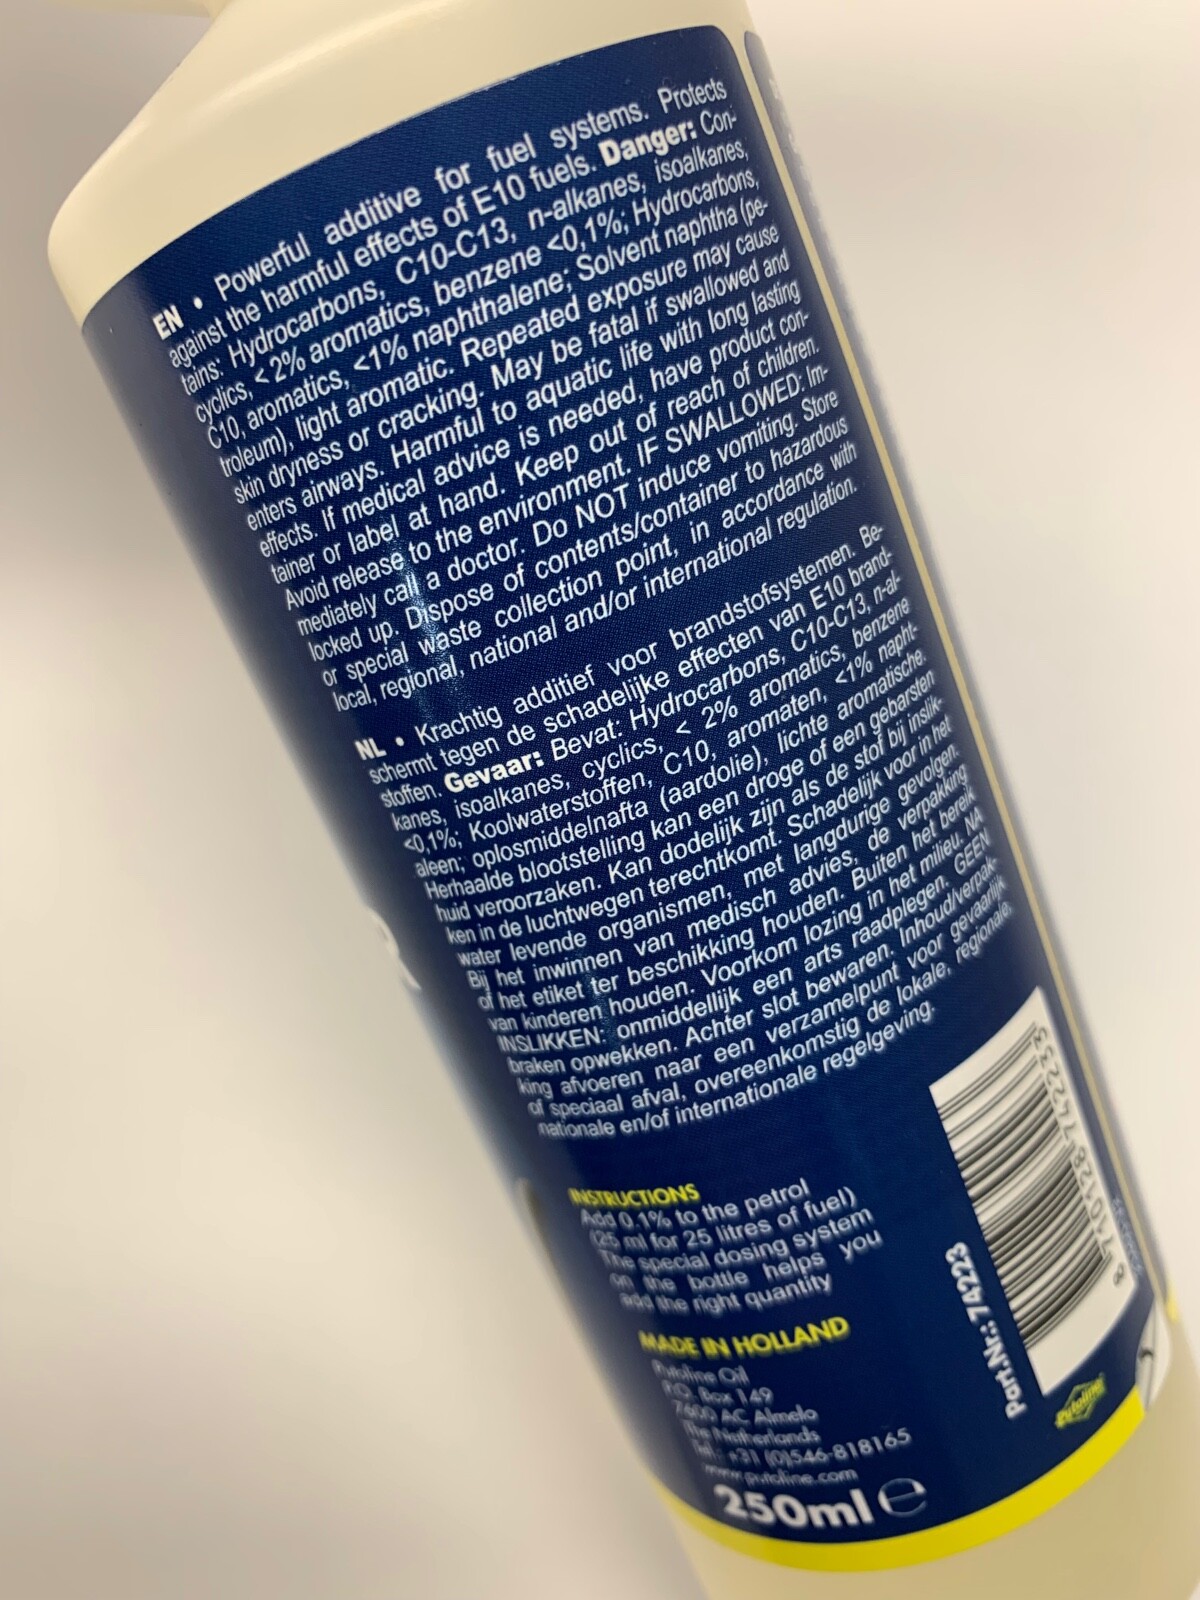 EN • Powerful additive for fuel systems. Protects
against the harmful effects of E10 fuels. Danger: Con-
tains: Hydrocarbons, C10-C13, n-alkanes, isoalkanes,
cyclics, < 2% aromatics, benzene <0,1%; Hydrocarbons,
C10, aromatics, <1% naphthalene; Solvent naphtha (pe-
troleum), light aromatic. Repeated exposure may cause
skin dryness or cracking. May be fatal if swallowed and
enters airways. Harmful to aquatic life with long lasting
effects. If medical advice is needed, have product con-
tainer or label at hand. Keep out of reach of children.
Avoid release to the environment. IF SWALLOWED: Im-
mediately call a doctor. Do NOT induce vomiting. Store
locked up. Dispose of contents/container to hazardous
or special waste collection point, in accordance with
local, regional, national and/or international regulation.
NL • Krachtig additief voor brandstofsystemen. Be-
schermt tegen de schadelijke effecten van E10 brand-
stoffen. Gevaar: Bevat: Hydrocarbons, C10-C13, n-al-
kanes, isoalkanes, cyclics, < 2% aromatics, benzene
<0,1%; Koolwaterstoffen, C10, aromaten, <1% napht-
aleen; oplosmiddelnafta (aardolie), lichte aromatische.
Herhaalde blootstelling kan een droge of een gebarsten
huid veroorzaken. Kan dodelijk zijn als de stof bij inslik-
ken in de luchtwegen terechtkomt. Schadelijk voor in het
water levende organismen, met langdurige gevolgen.
Bij het inwinnen van medisch advies, de verpakking
of het etiket ter beschikking houden. Buiten het bereik
van kinderen houden. Voorkom lozing in het milieu. NA
INSLIKKEN: onmiddellijk een arts raadplegen. GEEN
braken opwekken. Achter slot bewaren. Inhoud/verpak-
king afvoeren naar een verzamelpunt voor gevaarlijk
of speciaal afval, overeenkomstig de lokale, regionale,
nationale en/of internationale regelgeving.
INSTRUCTIONS
Add 0.1% to the petrol
(25 ml for 25 litres of fuel)
The special dosing system
on the bottle helps you
add the right quantity
MADE IN HOLLAND
Putoline Oil
P.O. Box 149
7600 AC Almelo
The Netherlands
Tel.: +31 (0)546-818165
www.putoline.com
250ml ℮
Part.Nr.: 74223
8 710128 742233
putoline